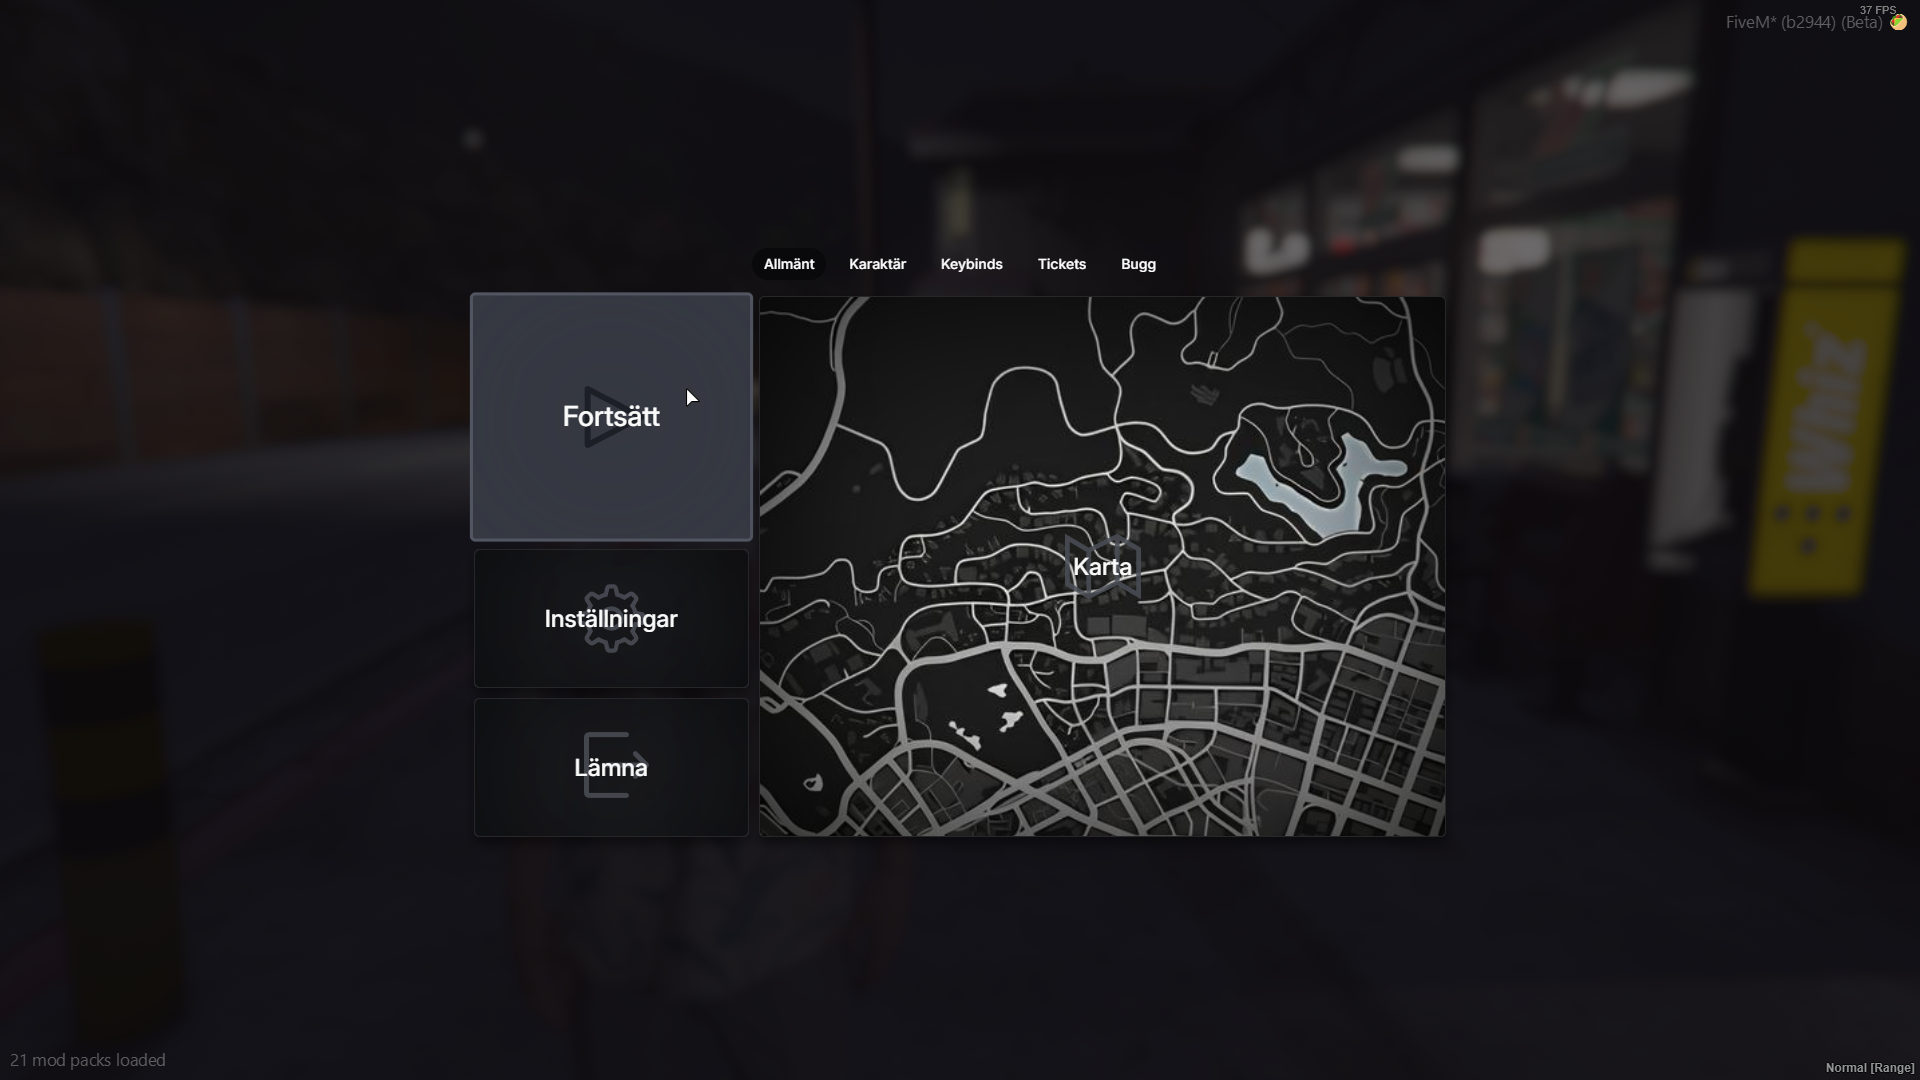 37 FPS
FiveM* (b2944) (Beta)
Allmänt Karaktär Keybinds Tickets Bugg
Fortsätt
Karta
Inställningar
Lämna
Whiz
21 mod packs loaded
Normal [Range]